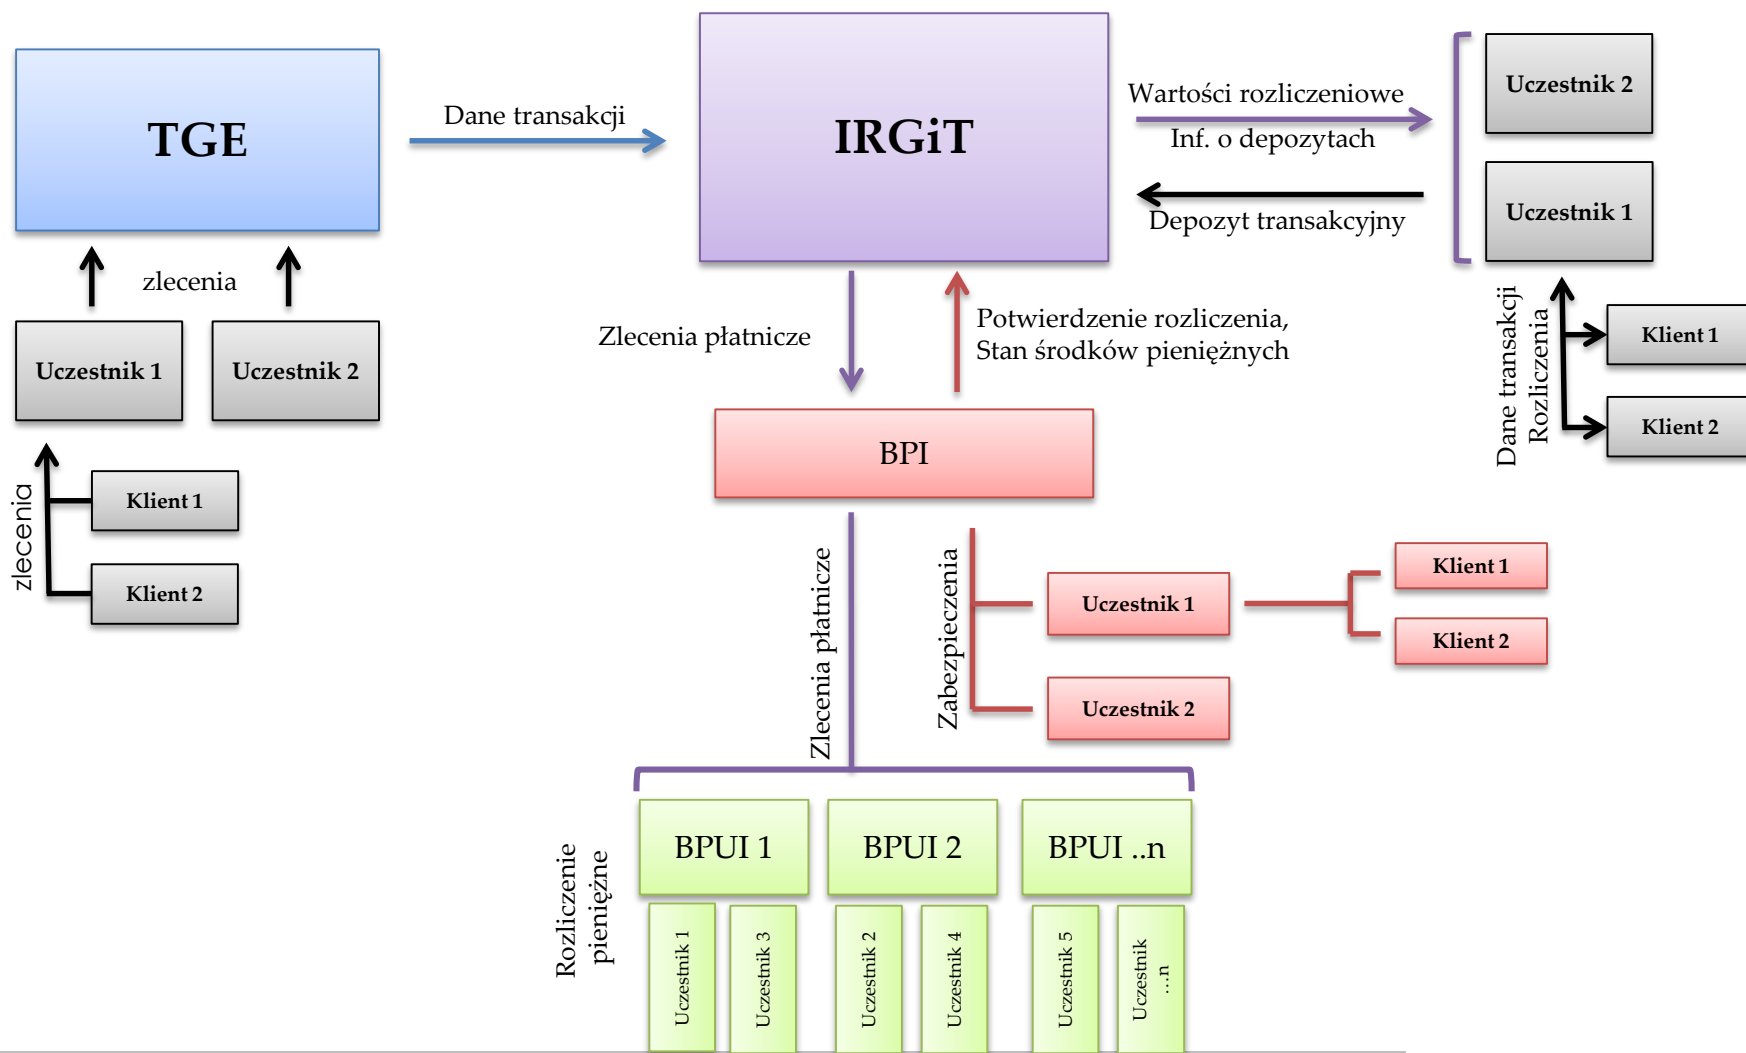 TGE
Dane transakcji
IRGiT
Wartości rozliczeniowe
Inf. o depozytach
Depozyt transakcyjny
Uczestnik 2
Uczestnik 1
zlecenia
Uczestnik 1
Uczestnik 2
zlecenia
Klient 1
Klient 2
Zlecenia płatnicze
Potwierdzenie rozliczenia,
Stan środków pieniężnych
Dane transakcji
Rozliczenia
Klient 1
Klient 2
BPI
Zlecenia płatnicze
Zabezpieczenia
Uczestnik 1
Uczestnik 2
Klient 1
Klient 2
Rozliczenie
pieniężne
BPUI 1
BPUI 2
BPUI ..n
Uczestnik 1
Uczestnik 3
Uczestnik 2
Uczestnik 4
Uczestnik 5
Uczestnik
...n